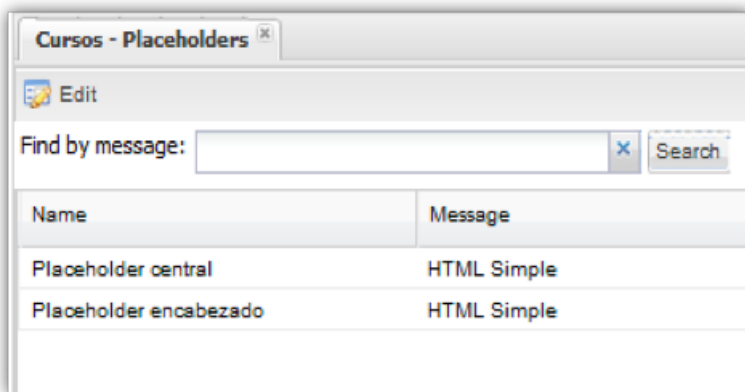 Cursos - Placeholders
Edit
Find by message: Search
Name Message
Placeholder central HTML Simple
Placeholder encabezado HTML Simple